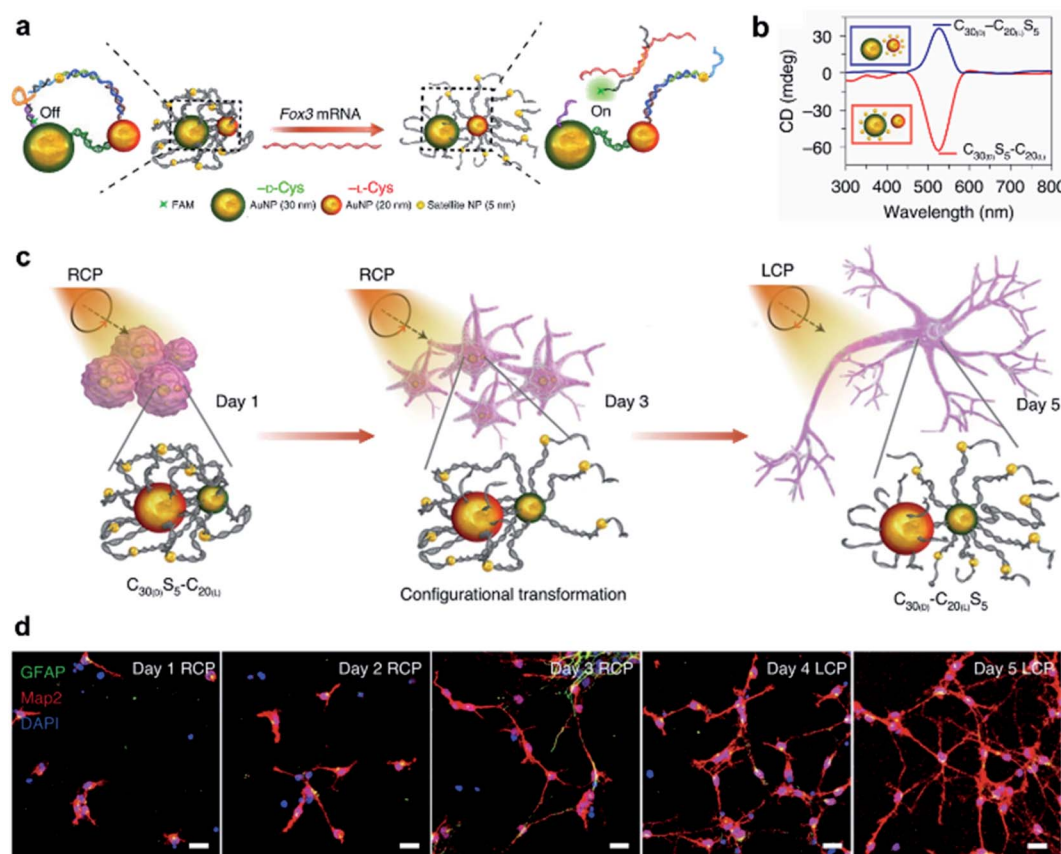 a
Off
Fox3 mRNA
On
–D-Cys
–L-Cys
FAM
AuNP (30 nm)
AuNP (20 nm)
Satellite NP (5 nm)
b
C30(D)–C20(L)S5
30
0
–30
–60
CD (mdeg)
C30(D)S5-C20(L)
300 400 500 600 700 800
Wavelength (nm)
c
RCP
Day 1
C30(D)S5-C20(L)
RCP
Day 3
Configurational transformation
LCP
Day 5
C30(D)-C20(L)S5
d
GFAP
Map2
DAPI
Day 1 RCP
Day 2 RCP
Day 3 RCP
Day 4 LCP
Day 5 LCP